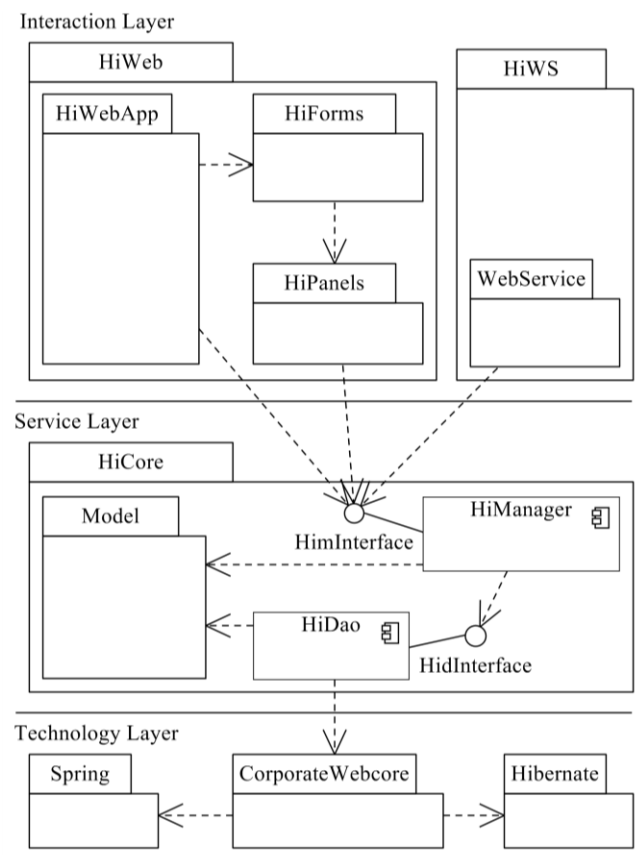 Interaction Layer
HiWeb
HiWS
HiWebApp
HiForms
HiPanels
WebService
Service Layer
HiCore
Model
HiManager
HimInterface
HiDao
HidInterface
Technology Layer
Spring
CorporateWebcore
Hibernate